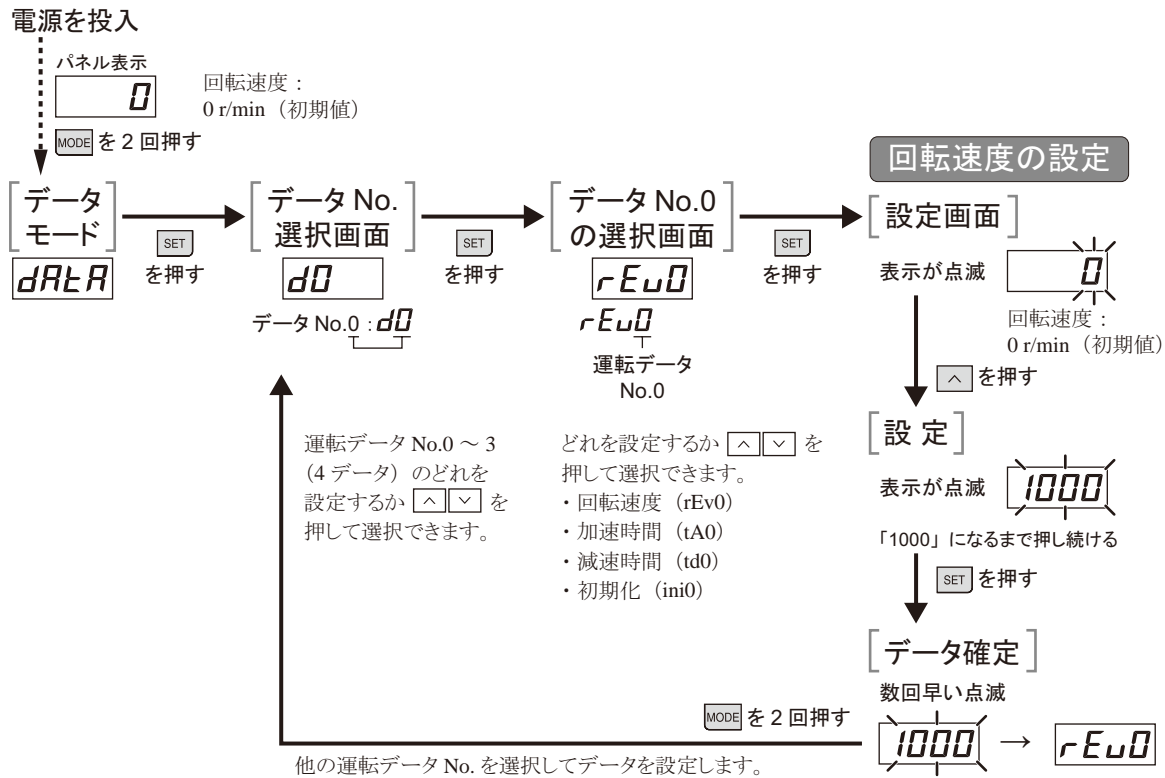 電源を投入
パネル表示
0
回転速度：
0 r/min（初期値）
MODE を 2 回押す
データ
モード
dAtA
SET
を押す
データ No.
選択画面
d0
データ No.0 : d0
SET
を押す
データ No.0
の選択画面
rEv0
rEv0
運転データ
No.0
SET
を押す
回転速度の設定
設定画面
表示が点滅
0
回転速度：
0 r/min（初期値）
を押す
設 定
表示が点滅
1000
「1000」になるまで押し続ける
SET を押す
データ確定
数回早い点滅
1000 → rEv0
運転データ No.0 ～ 3
（4 データ）のどれを
設定するか ^ v を
押して選択できます。
どれを設定するか ^ v を
押して選択できます。
・回転速度（rEv0）
・加速時間（tA0）
・減速時間（td0）
・初期化（ini0）
MODE を 2 回押す
他の運転データ No. を選択してデータを設定します。